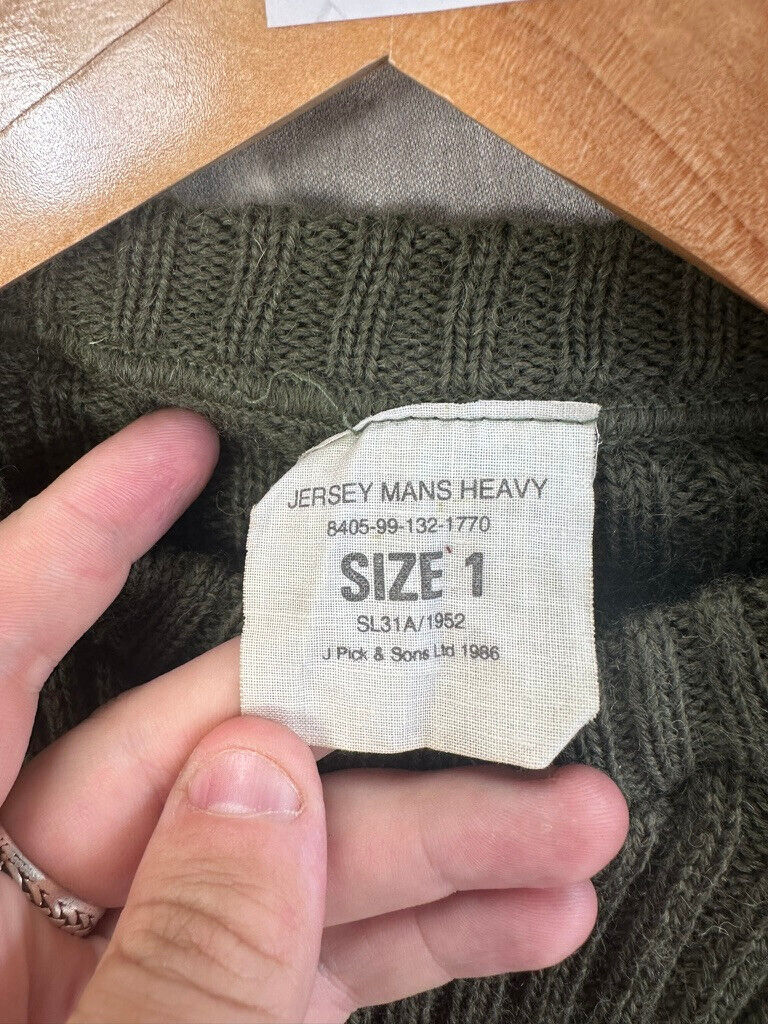 JERSEY MANS HEAVY
8405-99-132-1770
SIZE 1
SL31A/1952
J Pick & Sons Ltd 1986